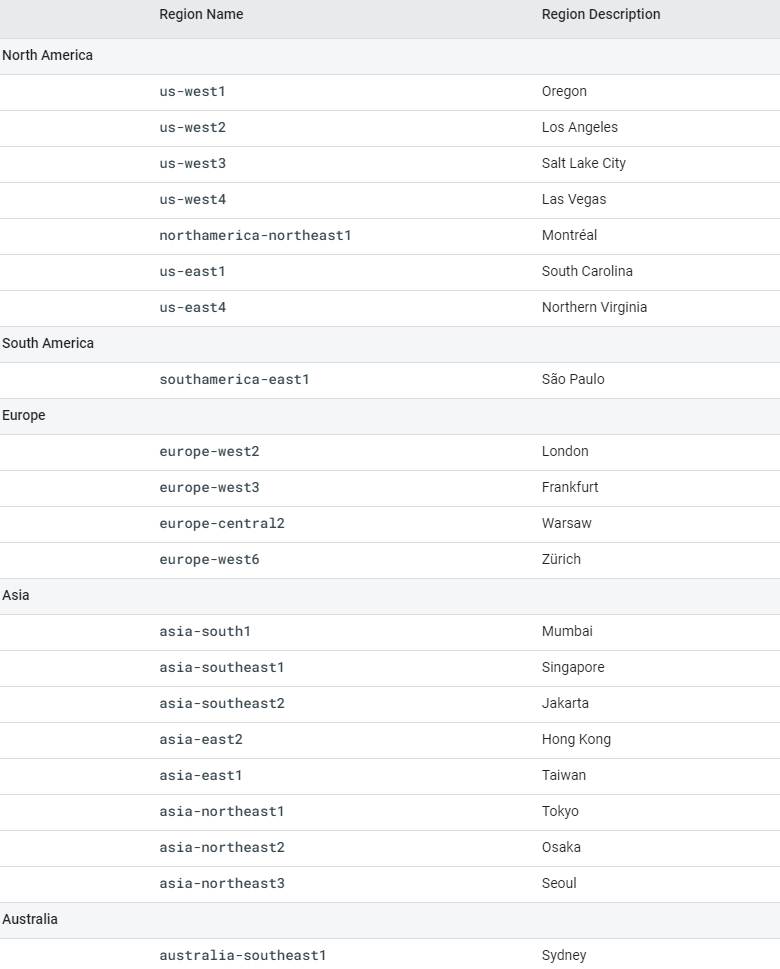 Region Name Region Description
North America
us-west1 Oregon
us-west2 Los Angeles
us-west3 Salt Lake City
us-west4 Las Vegas
northamerica-northeast1 Montréal
us-east1 South Carolina
us-east4 Northern Virginia
South America
southamerica-east1 São Paulo
Europe
europe-west2 London
europe-west3 Frankfurt
europe-central2 Warsaw
europe-west6 Zürich
Asia
asia-south1 Mumbai
asia-southeast1 Singapore
asia-southeast2 Jakarta
asia-east2 Hong Kong
asia-east1 Taiwan
asia-northeast1 Tokyo
asia-northeast2 Osaka
asia-northeast3 Seoul
Australia
australia-southeast1 Sydney